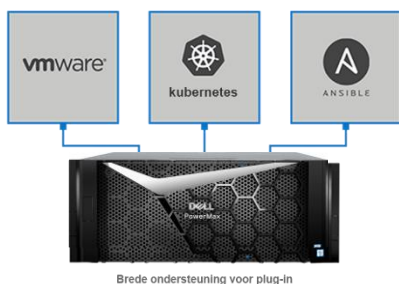 vmware®
kubernetes
ANSIBLE
DELL
PowerMax
Brede ondersteuning voor plug-in